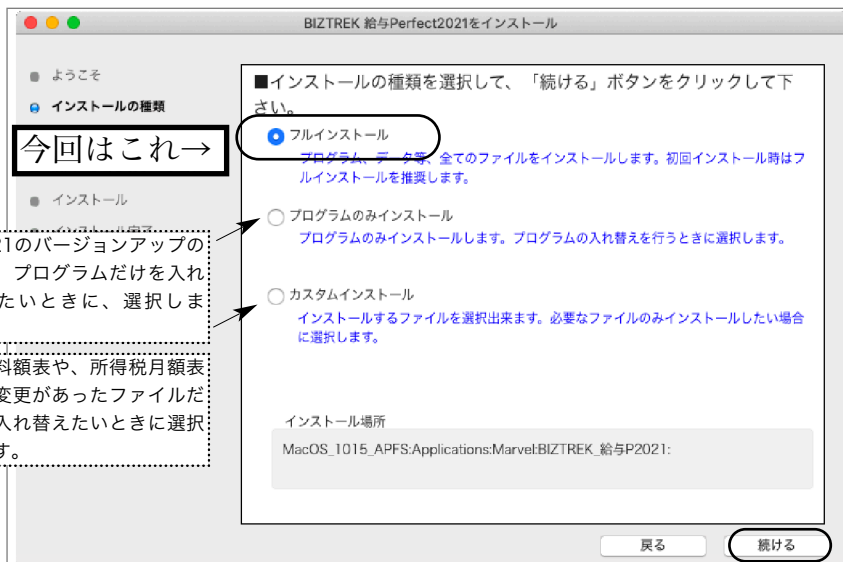 BIZTREK 給与Perfect2021をインストール
ようこそ
インストールの種類
今回はこれ→
インストール
■インストールの種類を選択して、「続ける」ボタンをクリックして下
さい。
フルインストール
プログラム、データ等、全てのファイルをインストールします。初回インストール時はフ
ルインストールを推奨します。
プログラムのみインストール
プログラムのみインストールします。プログラムの入れ替えを行うときに選択します。
カスタムインストール
インストールするファイルを選択出来ます。必要なファイルのみインストールしたい場合
に選択します。
21のバージョンアップの
プログラムだけを入れ
たいときに、選択しま
料額表や、所得税月額表
変更があったファイルだ
入れ替えたいときに選択
す。
インストール場所
MacOS_1015_APFS:Applications:Marvel:BIZTREK_給与P2021:
戻る
続ける